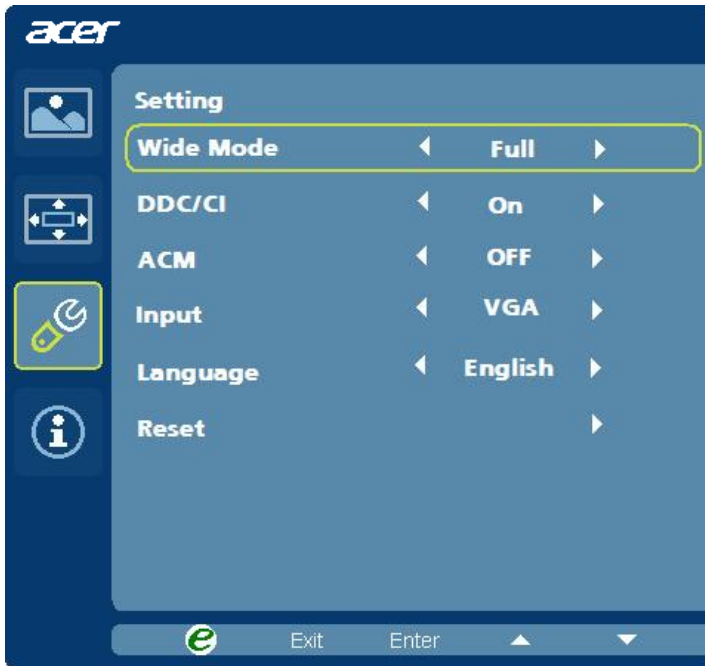 acer
Setting
Wide Mode Full
DDC/CI On
ACM OFF
Input VGA
Language English
Reset
e Exit Enter